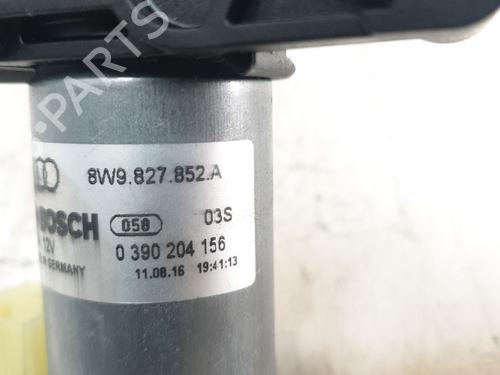 8W9.827.852.A
BOSCH 058 03S
12V 0 390 204 156
IN GERMANY 11.08.16 19:41:13
B-PARTS